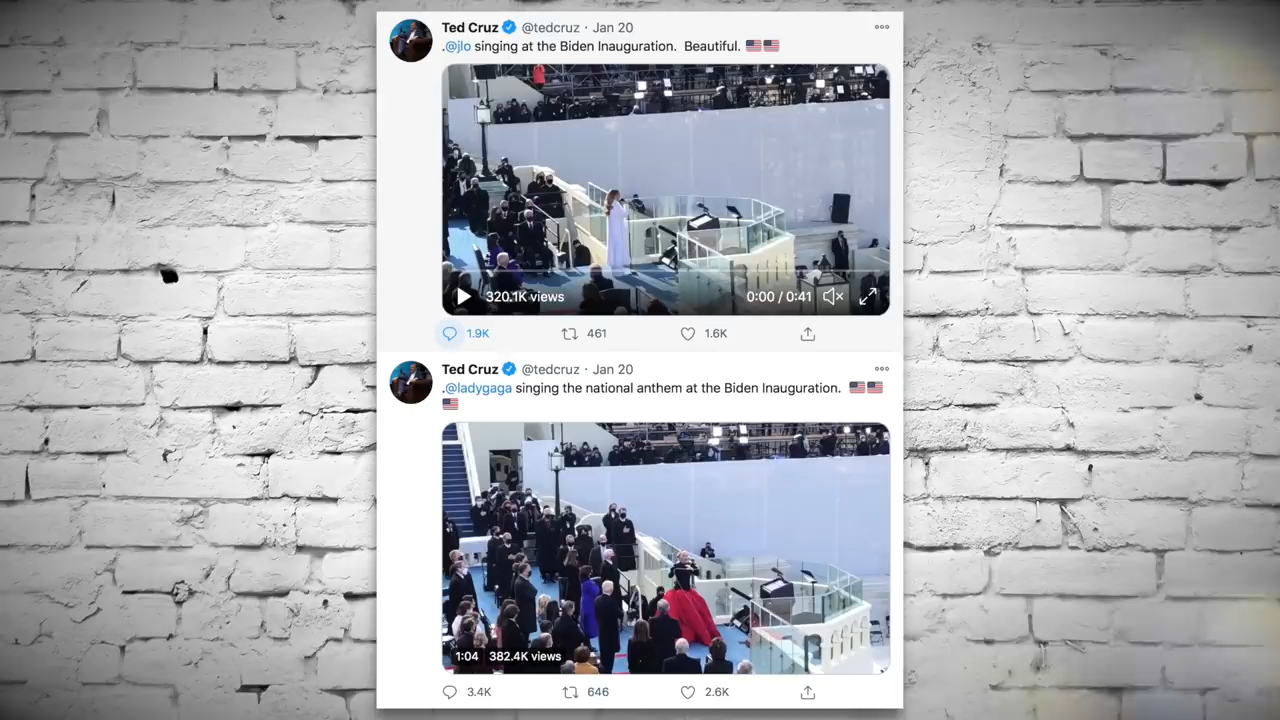 Ted Cruz @tedcruz · Jan 20
.@jlo singing at the Biden Inauguration. Beautiful. 🇺🇸🇺🇸
320.1K views 0:00 / 0:41
1.9K 461 1.6K
Ted Cruz @tedcruz · Jan 20
.@ladygaga singing the national anthem at the Biden Inauguration. 🇺🇸🇺🇸
🇺🇸
1:04 382.4K views
3.4K 646 2.6K